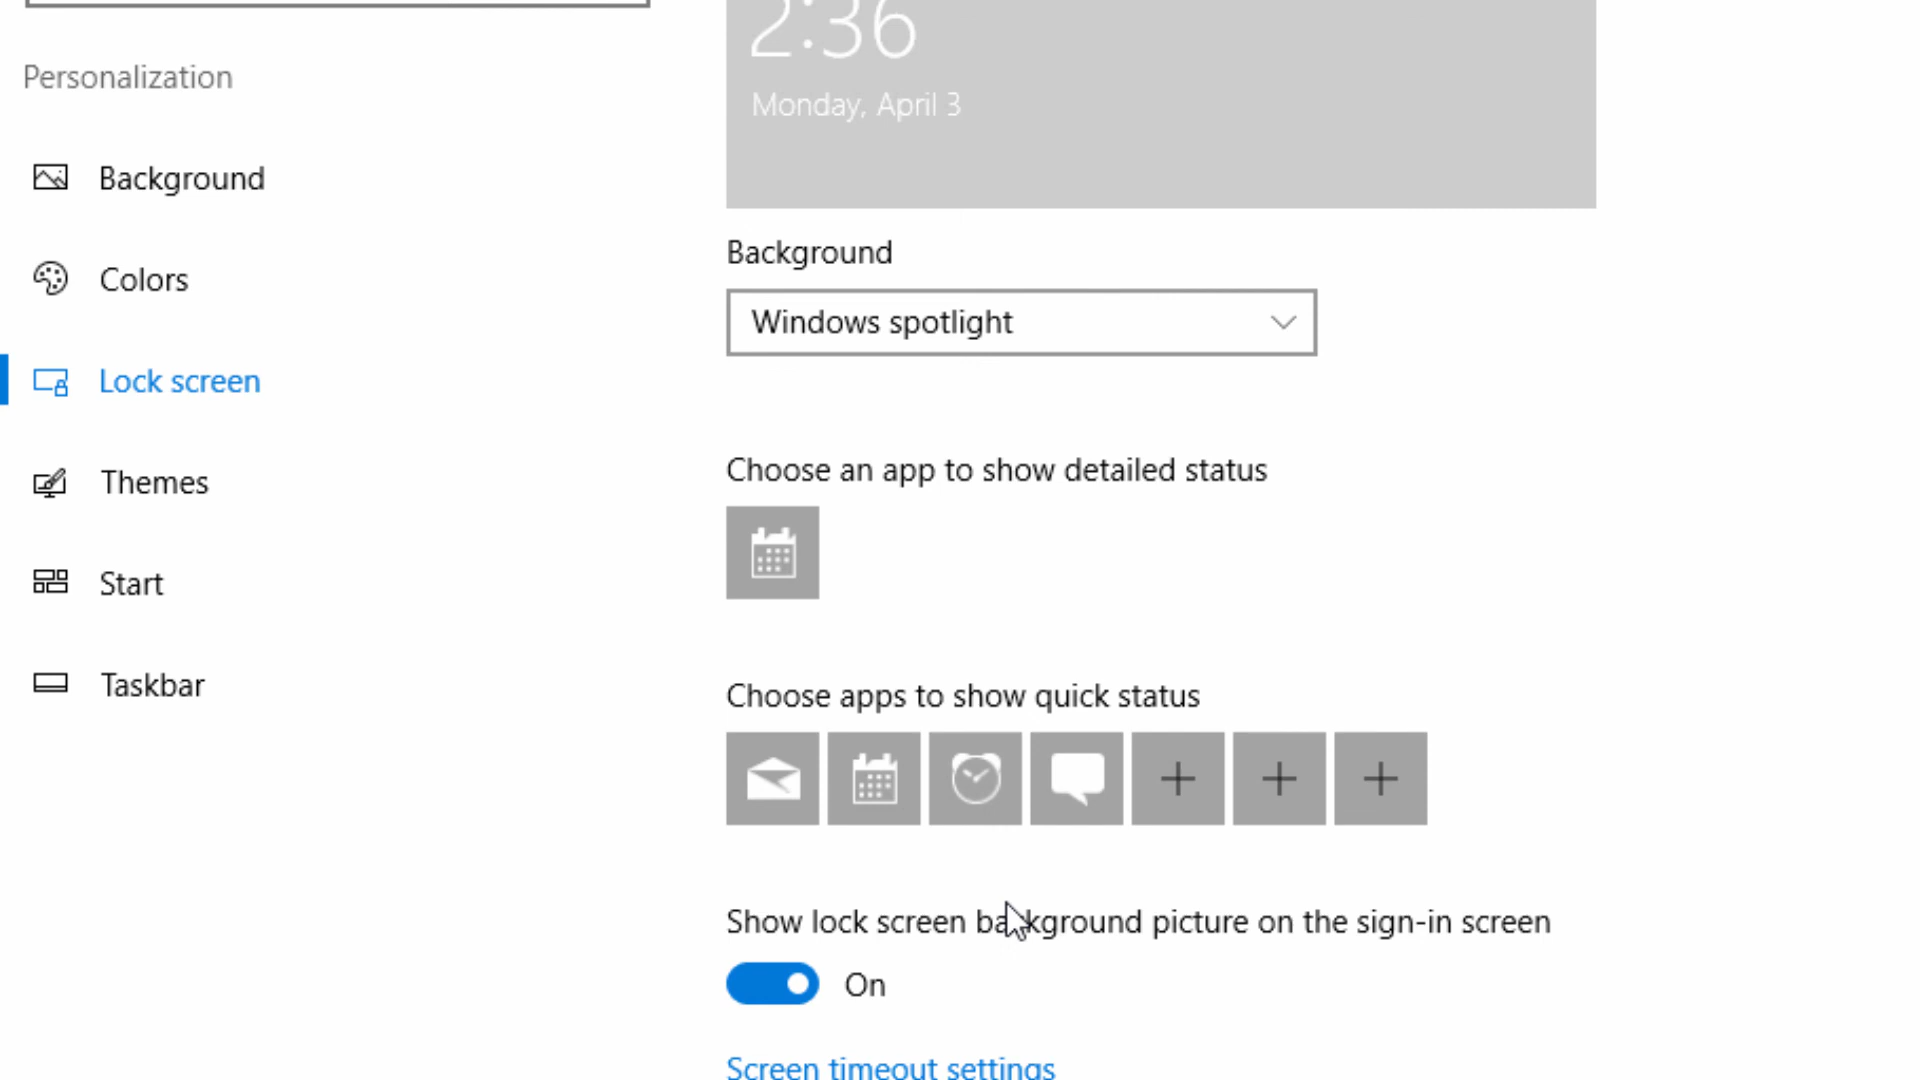 2:36
Monday, April 3
Personalization
Background
Colors
Lock screen
Themes
Start
Taskbar
Background
Windows spotlight
Choose an app to show detailed status
Choose apps to show quick status
Show lock screen background picture on the sign-in screen
On
Screen timeout settings